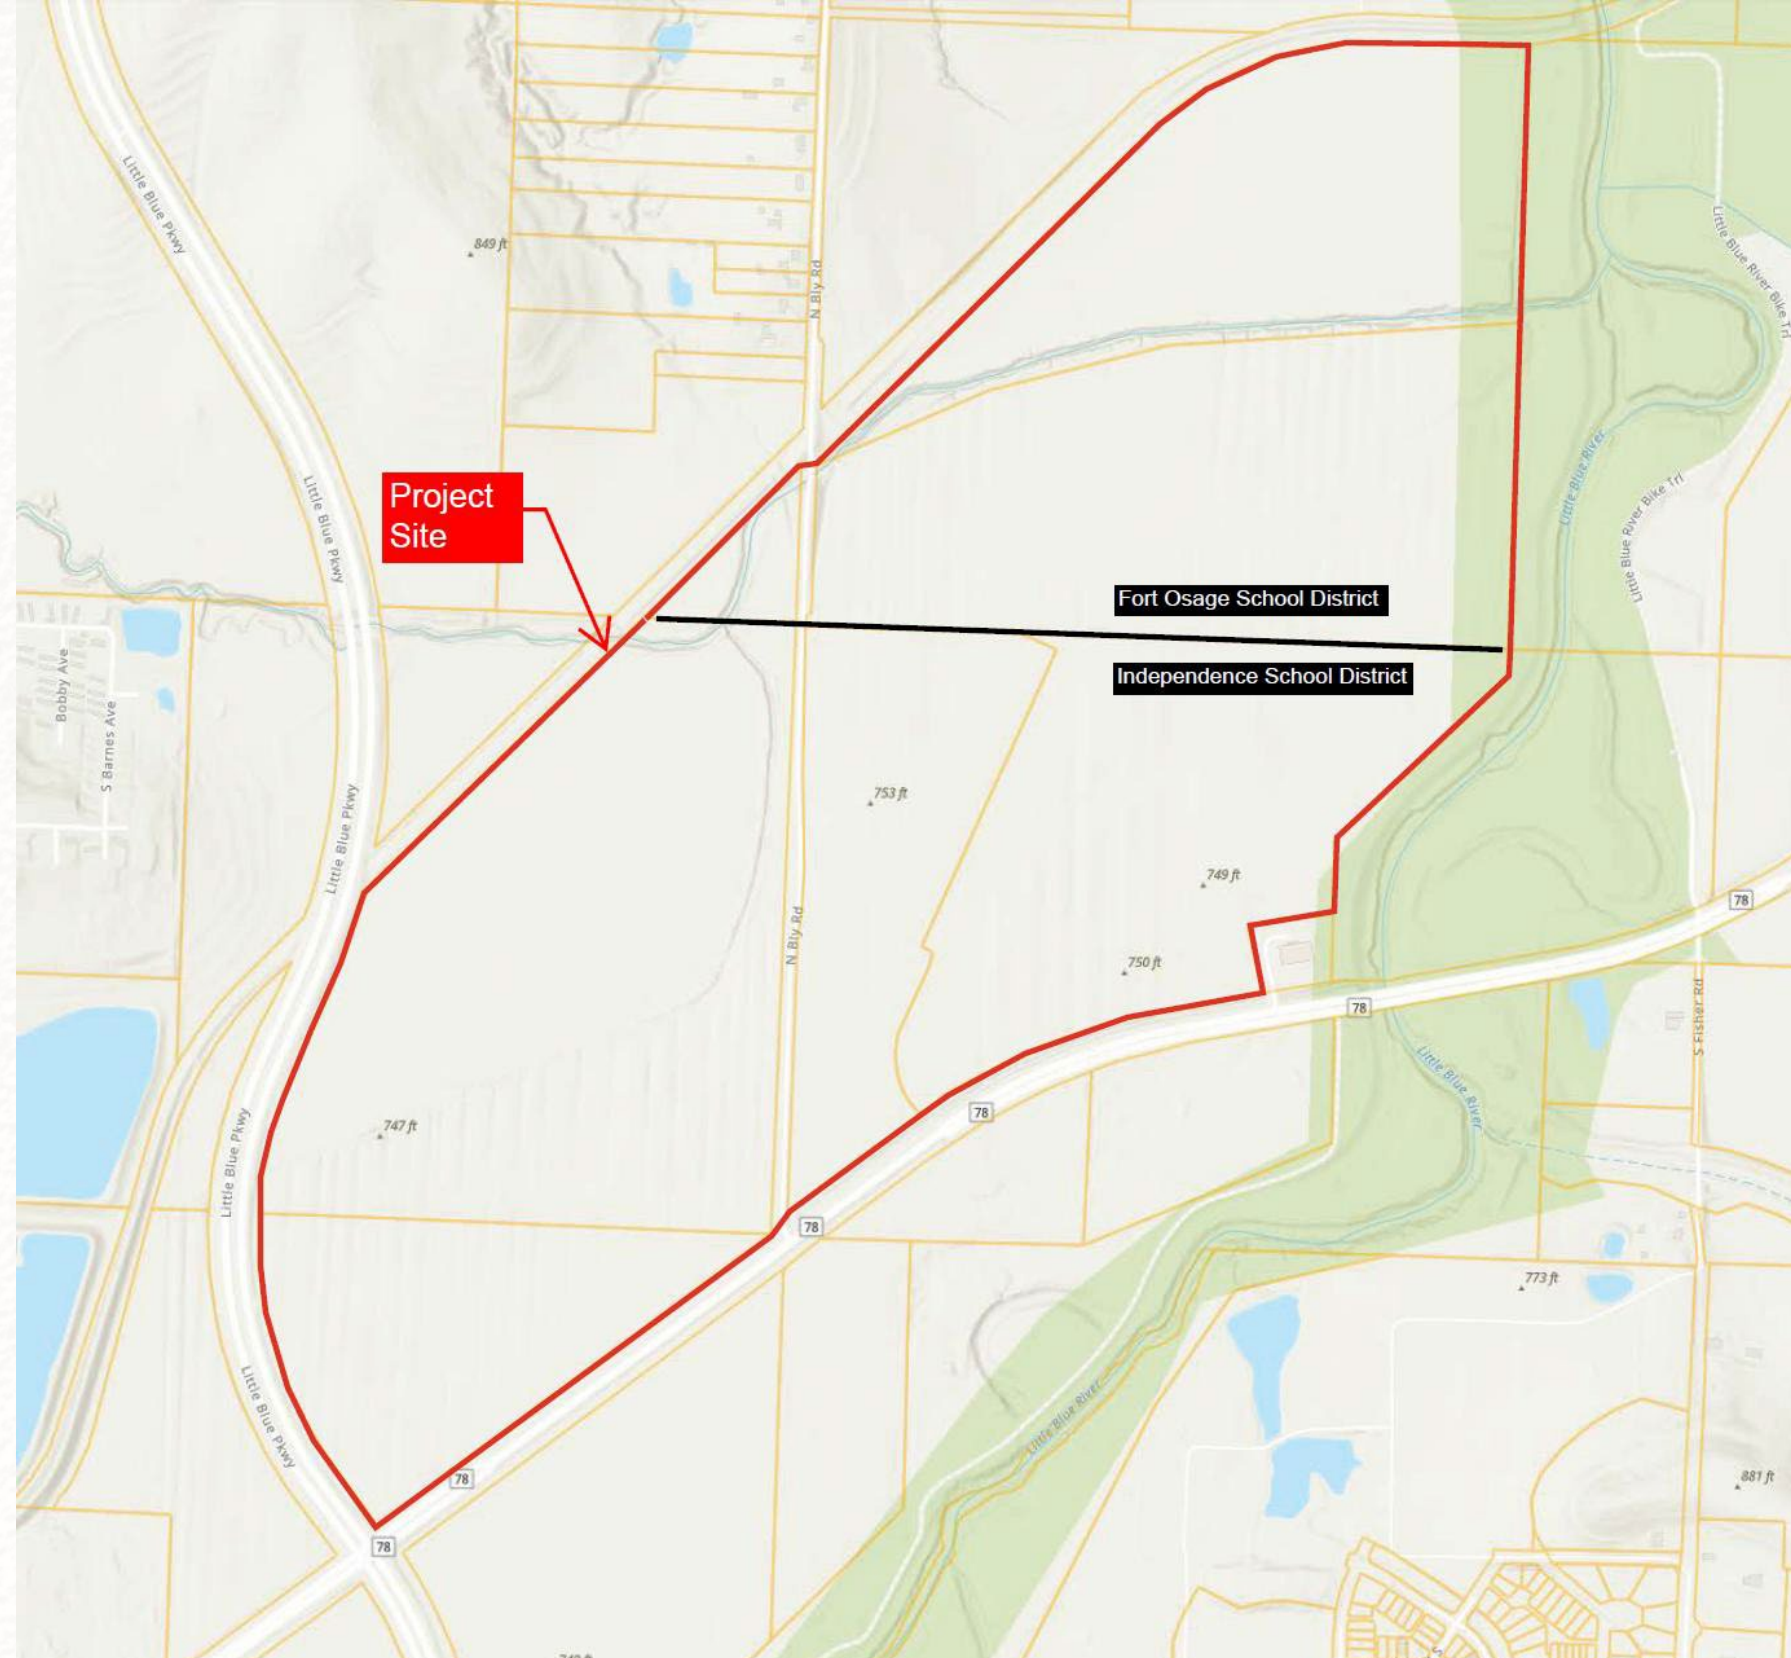 Little Blue Pkwy
849 ft
N Bly Rd
Little Blue River Bike Trl
Little Blue Pkwy
Project
Site
Little Blue River
Little Blue River Bike Trl
Fort Osage School District
Independence School District
Bobby Ave
S Barnes Ave
Little Blue Pkwy
753 ft
749 ft
78
N Bly Rd
750 ft
78
S Fisher Rd
Little Blue River
78
747 ft
Little Blue Pkwy
78
773 ft
Little Blue Pkwy
Little Blue River
78
881 ft
78